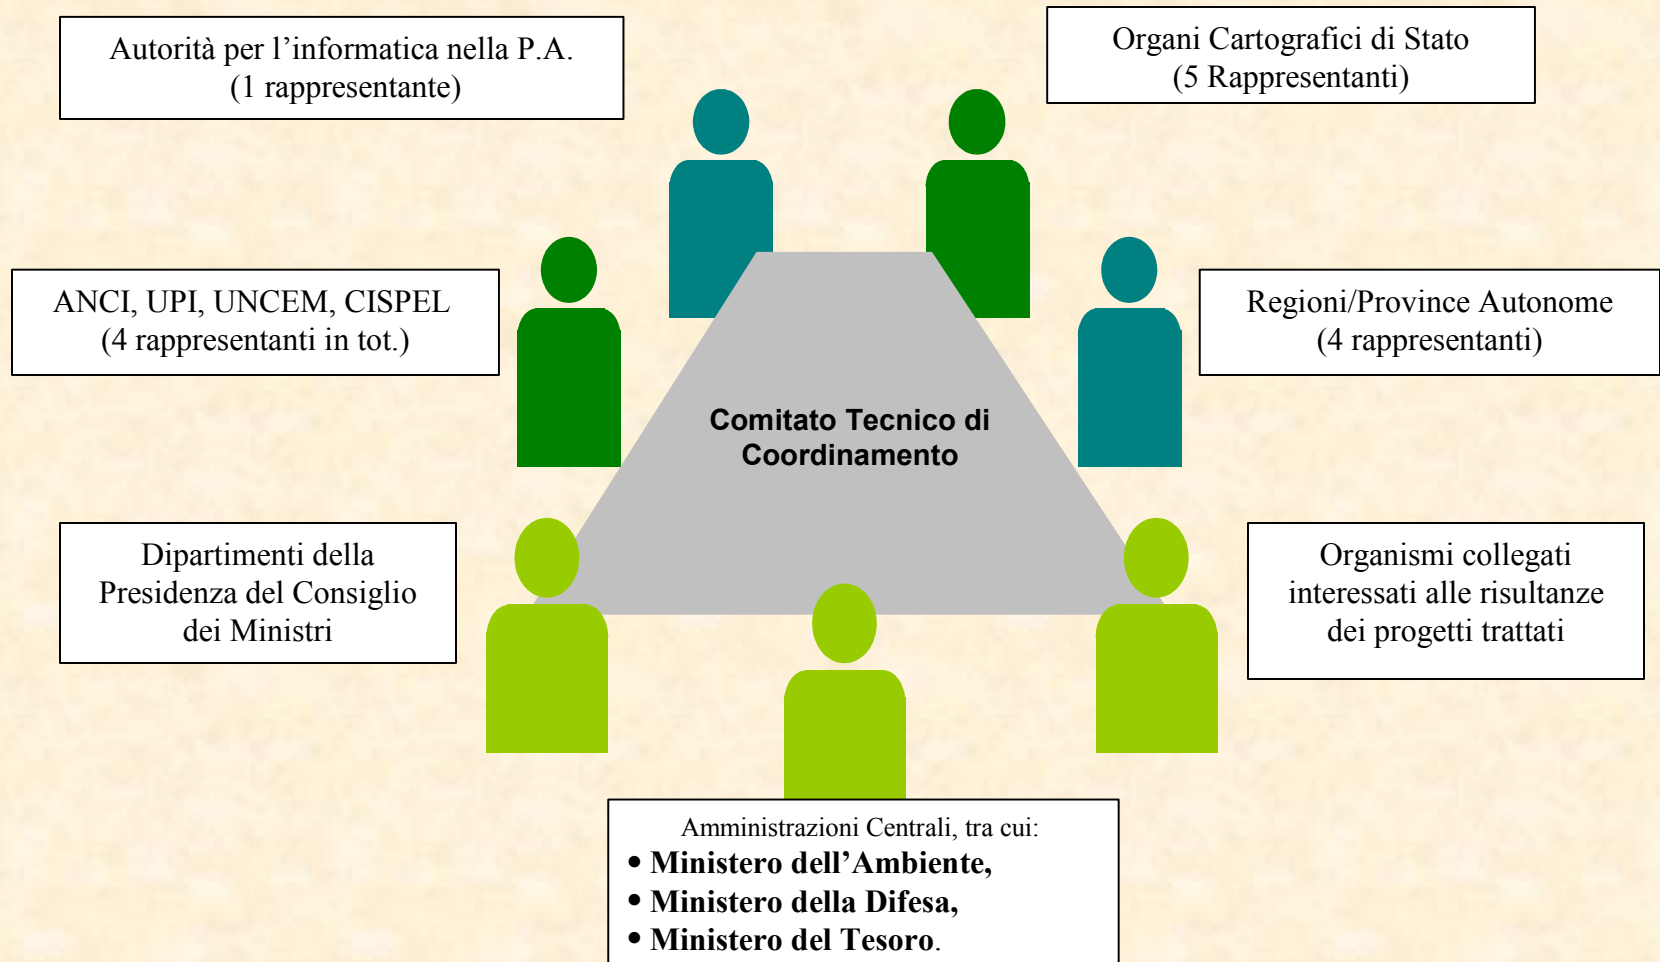 Autorità per l’informatica nella P.A.
(1 rappresentante)
Organi Cartografici di Stato
(5 Rappresentanti)
ANCI, UPI, UNCEM, CISPEL
(4 rappresentanti in tot.)
Regioni/Province Autonome
(4 rappresentanti)
Comitato Tecnico di
Coordinamento
Dipartimenti della
Presidenza del Consiglio
dei Ministri
Organismi collegati
interessati alle risultanze
dei progetti trattati
Amministrazioni Centrali, tra cui:
• Ministero dell’Ambiente,
• Ministero della Difesa,
• Ministero del Tesoro.